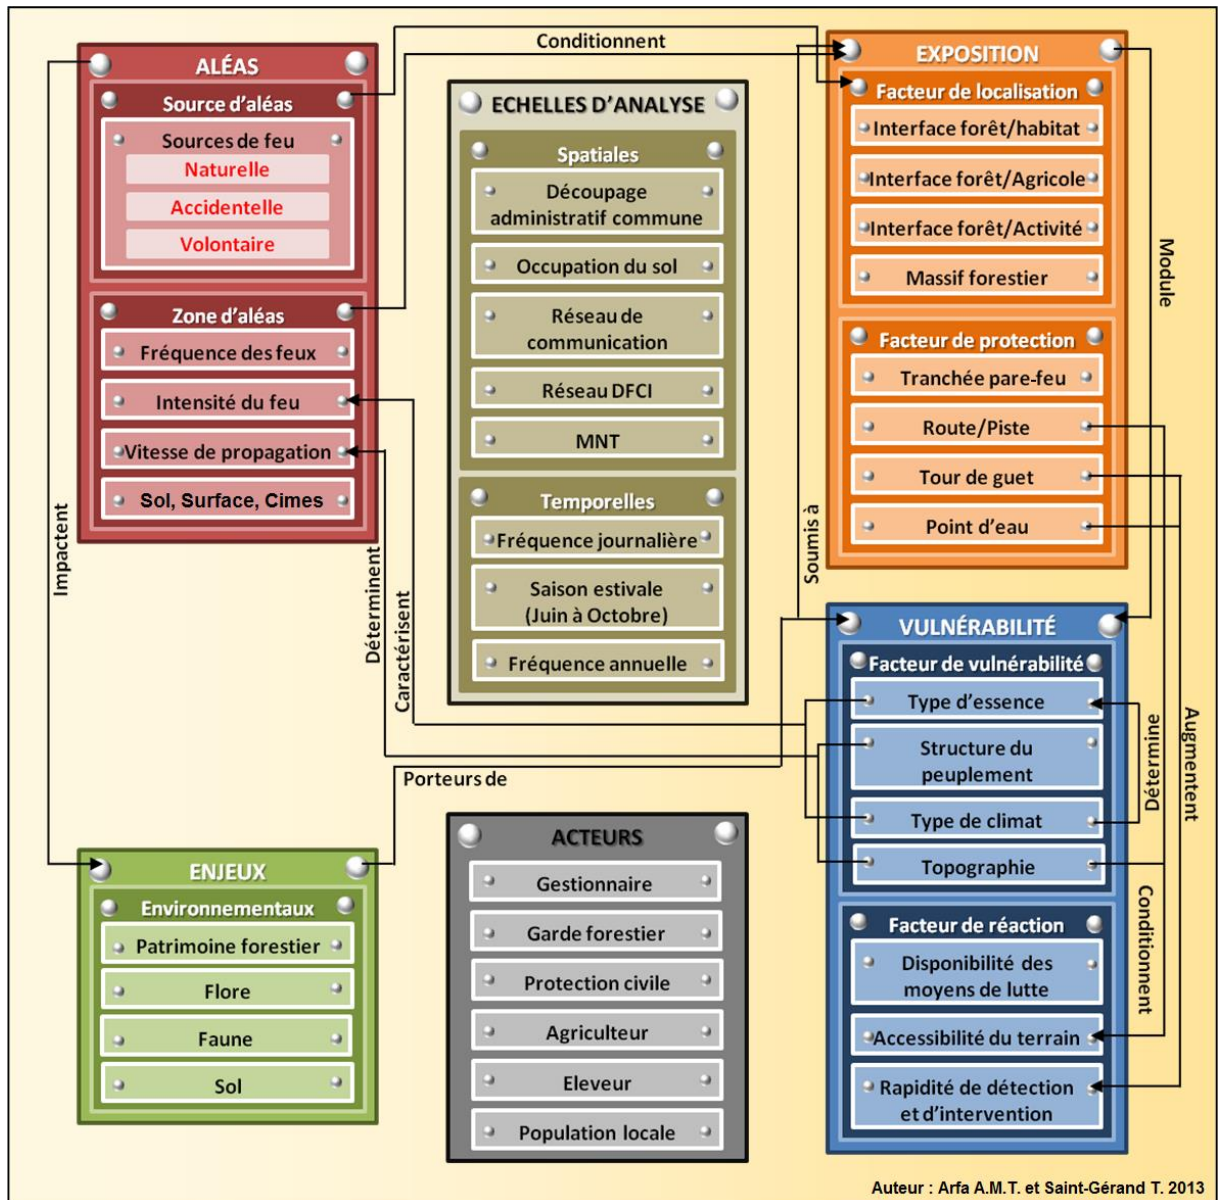 ALÉAS
Source d'aléas
Sources de feu
Naturelle
Accidentelle
Volontaire
Zone d'aléas
Fréquence des feux
Intensité du feu
Vitesse de propagation
Sol, Surface, Cimes
Impactent
Conditionnent
Déterminent
Caractérisent
Porteurs de
ECHELLES D'ANALYSE
Spatiales
Découpage
administratif commune
Occupation du sol
Réseau de
communication
Réseau DFCI
MNT
Temporelles
Fréquence journalière
Saison estivale
(Juin à Octobre)
Fréquence annuelle
Soumis à
EXPOSITION
Facteur de localisation
Interface forêt/habitat
Interface forêt/Agricole
Interface forêt/Activité
Massif forestier
Facteur de protection
Tranchée pare-feu
Route/Piste
Tour de guet
Point d'eau
Module
VULNÉRABILITÉ
Facteur de vulnérabilité
Type d'essence
Structure du
peuplement
Type de climat
Topographie
Facteur de réaction
Disponibilité des
moyens de lutte
Accessibilité du terrain
Rapidité de détection
et d'intervention
Détermine
Augmentent
Conditionnent
ENJEUX
Environnementaux
Patrimoine forestier
Flore
Faune
Sol
ACTEURS
Gestionnaire
Garde forestier
Protection civile
Agriculteur
Eleveur
Population locale
Auteur : Arfa A.M.T. et Saint-Gérand T. 2013